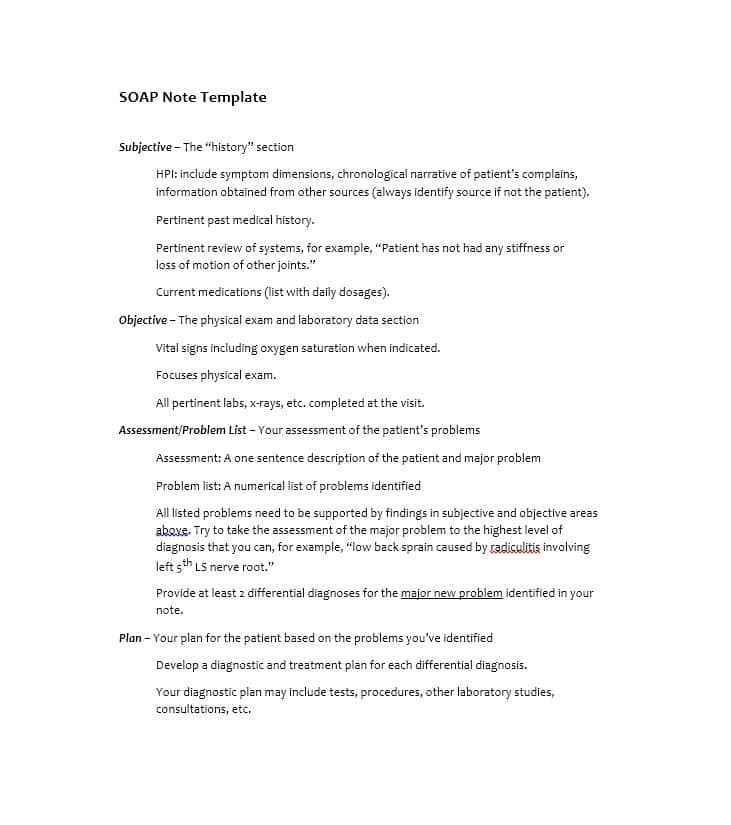 SOAP Note Template
Subjective – The “history” section
HPI: include symptom dimensions, chronological narrative of patient’s complains,
information obtained from other sources (always identify source if not the patient).
Pertinent past medical history.
Pertinent review of systems, for example, “Patient has not had any stiffness or
loss of motion of other joints.”
Current medications (list with daily dosages).
Objective – The physical exam and laboratory data section
Vital signs including oxygen saturation when indicated.
Focuses physical exam.
All pertinent labs, x-rays, etc. completed at the visit.
Assessment/Problem List – Your assessment of the patient’s problems
Assessment: A one sentence description of the patient and major problem
Problem list: A numerical list of problems identified
All listed problems need to be supported by findings in subjective and objective areas
above. Try to take the assessment of the major problem to the highest level of
diagnosis that you can, for example, “low back sprain caused by radiculitis involving
left 5th LS nerve root.”
Provide at least 2 differential diagnoses for the major new problem identified in your
note.
Plan – Your plan for the patient based on the problems you’ve identified
Develop a diagnostic and treatment plan for each differential diagnosis.
Your diagnostic plan may include tests, procedures, other laboratory studies,
consultations, etc.